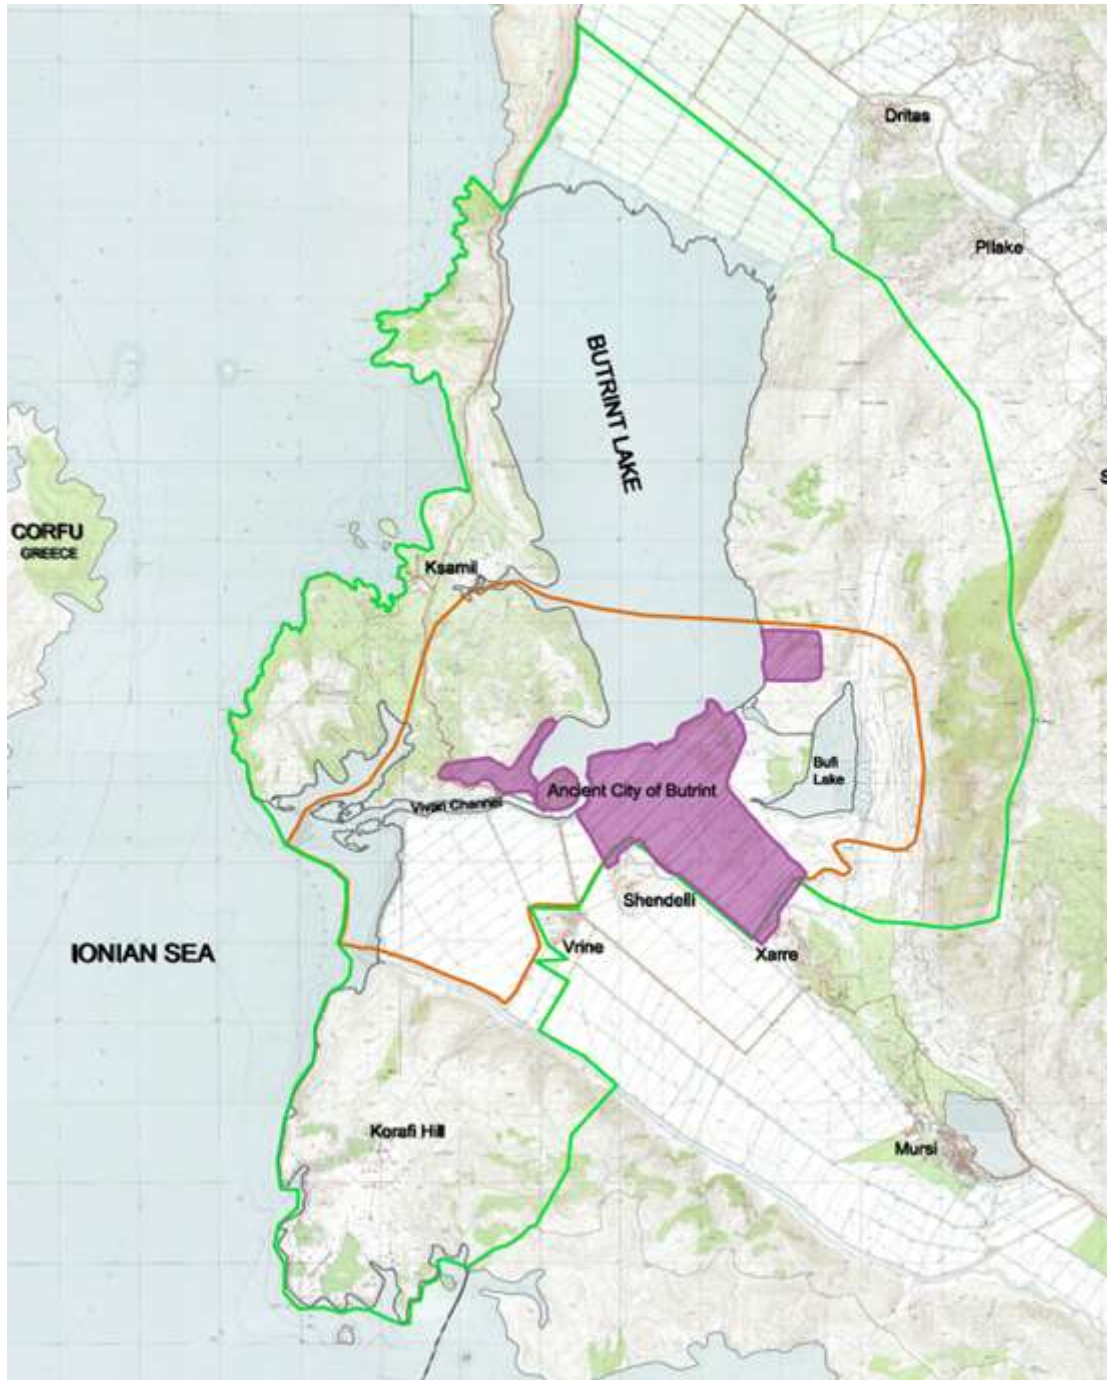 Dritas
Pllake
BUTRINT LAKE
CORFU
GREECE
Ksamil
Bufi
Lake
Ancient City of Butrint
Vivari Channel
Shendelli
IONIAN SEA
Vrine
Xarre
Korafi Hill
Mursi
S